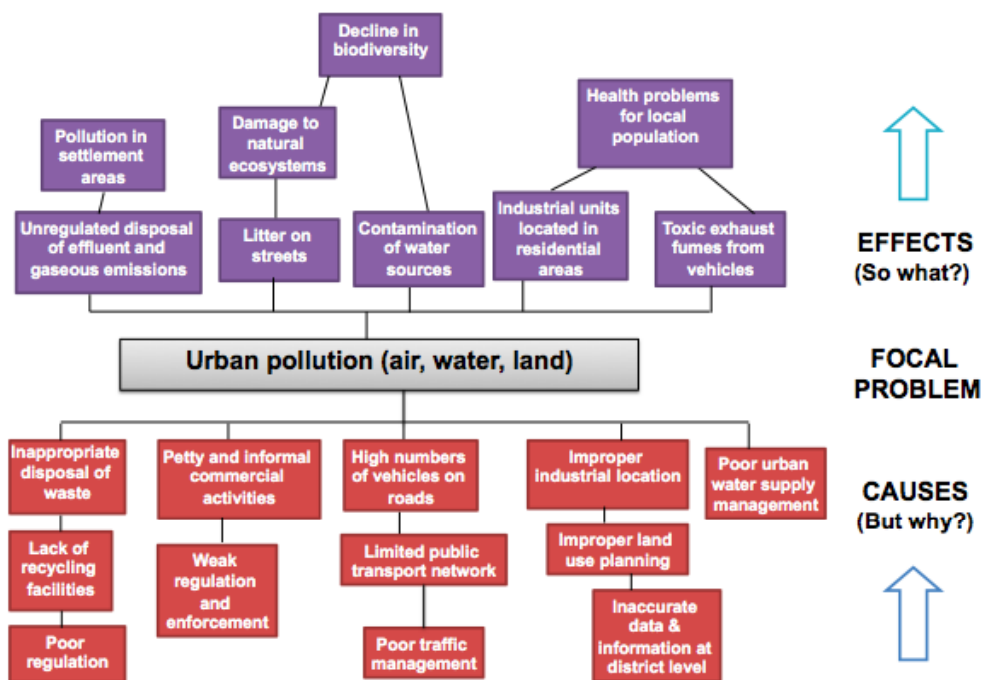 Decline in
biodiversity
Health problems
for local
population
Damage to
natural
ecosystems
Pollution in
settlement
areas
Unregulated disposal
of effluent and
gaseous emissions
Litter on
streets
Contamination
of water
sources
Industrial units
located in
residential
areas
Toxic exhaust
fumes from
vehicles
EFFECTS
(So what?)
Urban pollution (air, water, land)
FOCAL
PROBLEM
Inappropriate
disposal of
waste
Petty and informal
commercial
activities
High numbers
of vehicles on
roads
Improper
industrial location
Poor urban
water supply
management
CAUSES
(But why?)
Lack of
recycling
facilities
Weak
regulation
and
enforcement
Limited public
transport network
Improper land
use planning
Poor
regulation
Poor traffic
management
Inaccurate
data &
information at
district level